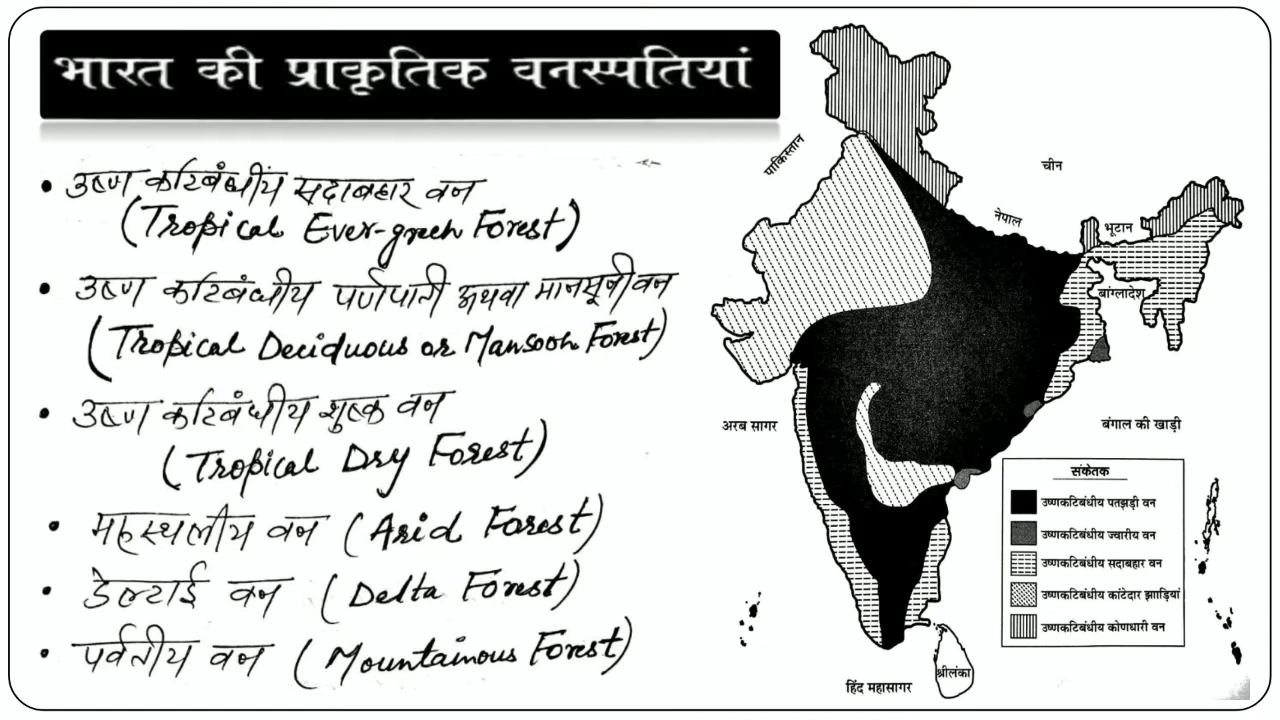 भारत की प्राकृतिक वनस्पतियां
• उष्ण कटिबंधीय सदाबहार वन
(Tropical Ever-green Forest)
• उष्ण कटिबंधीय पर्णपाती अथवा मानसूनी वन
(Tropical Deciduous or Mansoon Forest)
• उष्ण कटिबंधीय शुष्क वन
(Tropical Dry Forest)
• मरुस्थलीय वन (Arid Forest)
• डेल्टाई वन (Delta Forest)
• पर्वतीय वन (Mountainous Forest)
पाकिस्तान
चीन
नेपाल
भूटान
बांग्लादेश
अरब सागर
बंगाल की खाड़ी
संकेतक
उष्णकटिबंधीय पतझड़ी वन
उष्णकटिबंधीय ज्वारीय वन
उष्णकटिबंधीय सदाबहार वन
उष्णकटिबंधीय कांटेदार झााड़ियां
उष्णकटिबंधीय कोणधारी वन
श्रीलंका
हिंद महासागर